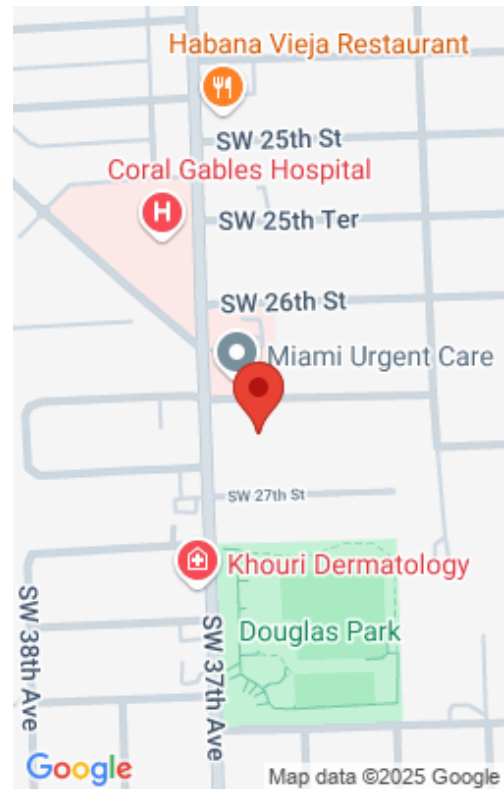 Habana Vieja Restaurant
SW 25th St
Coral Gables Hospital
H
SW 25th Ter
SW 26th St
Miami Urgent Care
SW 27th St
Khouri Dermatology
Douglas Park
SW 38th Ave
SW 37th Ave
Google
Map data ©2025 Google